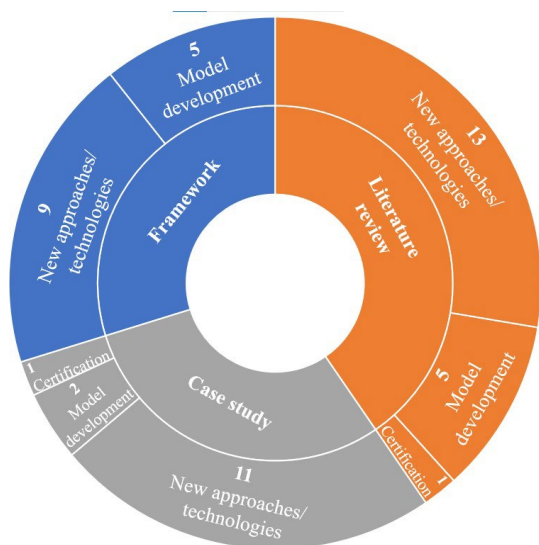 5
Model
development
9
New approaches/
technologies
Framework
13
New approaches/
technologies
Literature
review
5
Model
development
1
Certification
Case study
1
Certification
2
Model
development
11
New approaches/
technologies